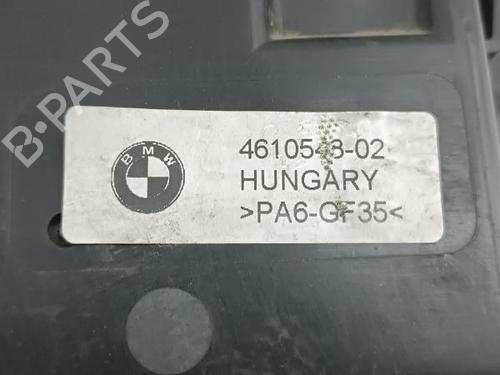 B-PARTS
BMW
4610548-02
HUNGARY
>PA6-GF35<